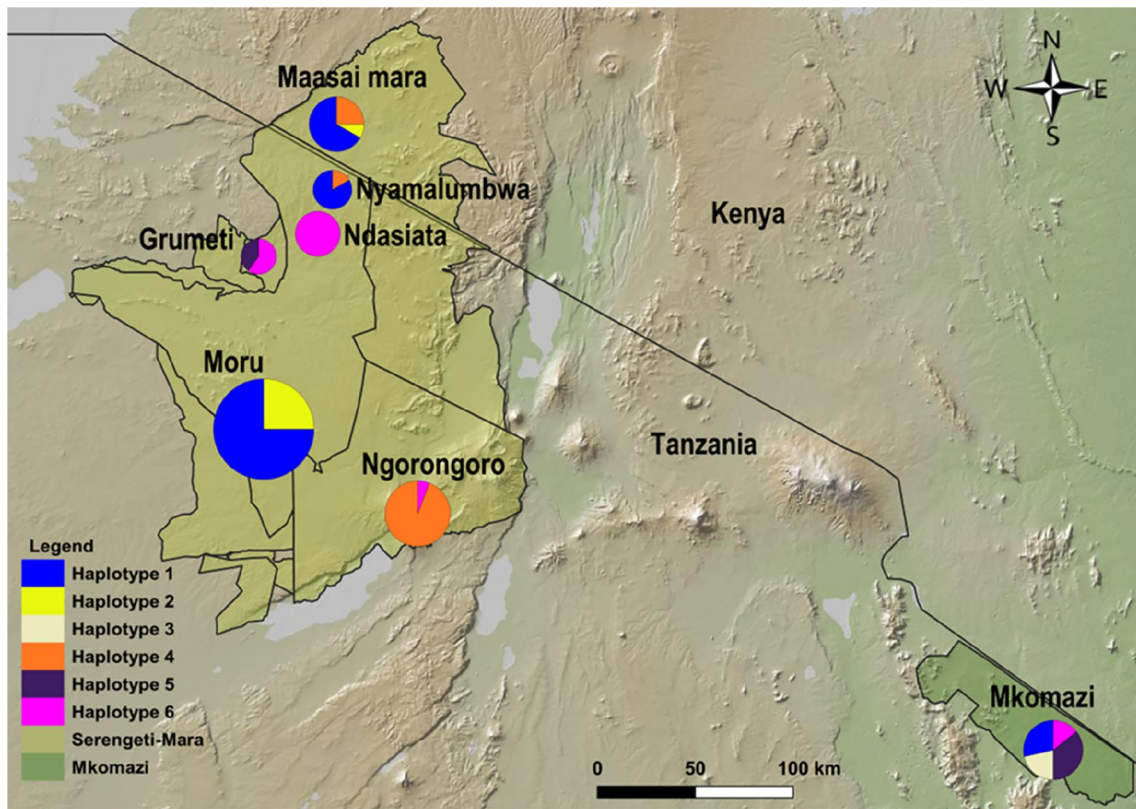 N
W E
S
Maasai mara
Nyamalumbwa
Kenya
Grumeti
Ndasiata
Moru
Tanzania
Ngorongoro
Legend
Haplotype 1
Haplotype 2
Haplotype 3
Haplotype 4
Haplotype 5
Haplotype 6
Serengeti-Mara
Mkomazi
Mkomazi
0 50 100 km